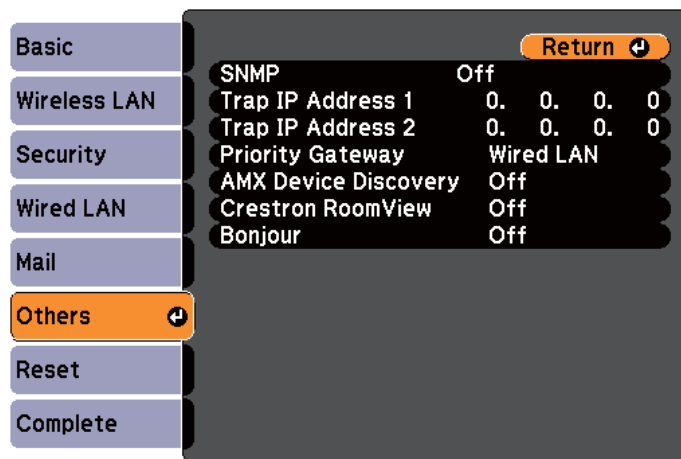 Basic
Wireless LAN
Security
Wired LAN
Mail
Others
Reset
Complete
Return
SNMP Off
Trap IP Address 1 0. 0. 0. 0
Trap IP Address 2 0. 0. 0. 0
Priority Gateway Wired LAN
AMX Device Discovery Off
Crestron RoomView Off
Bonjour Off